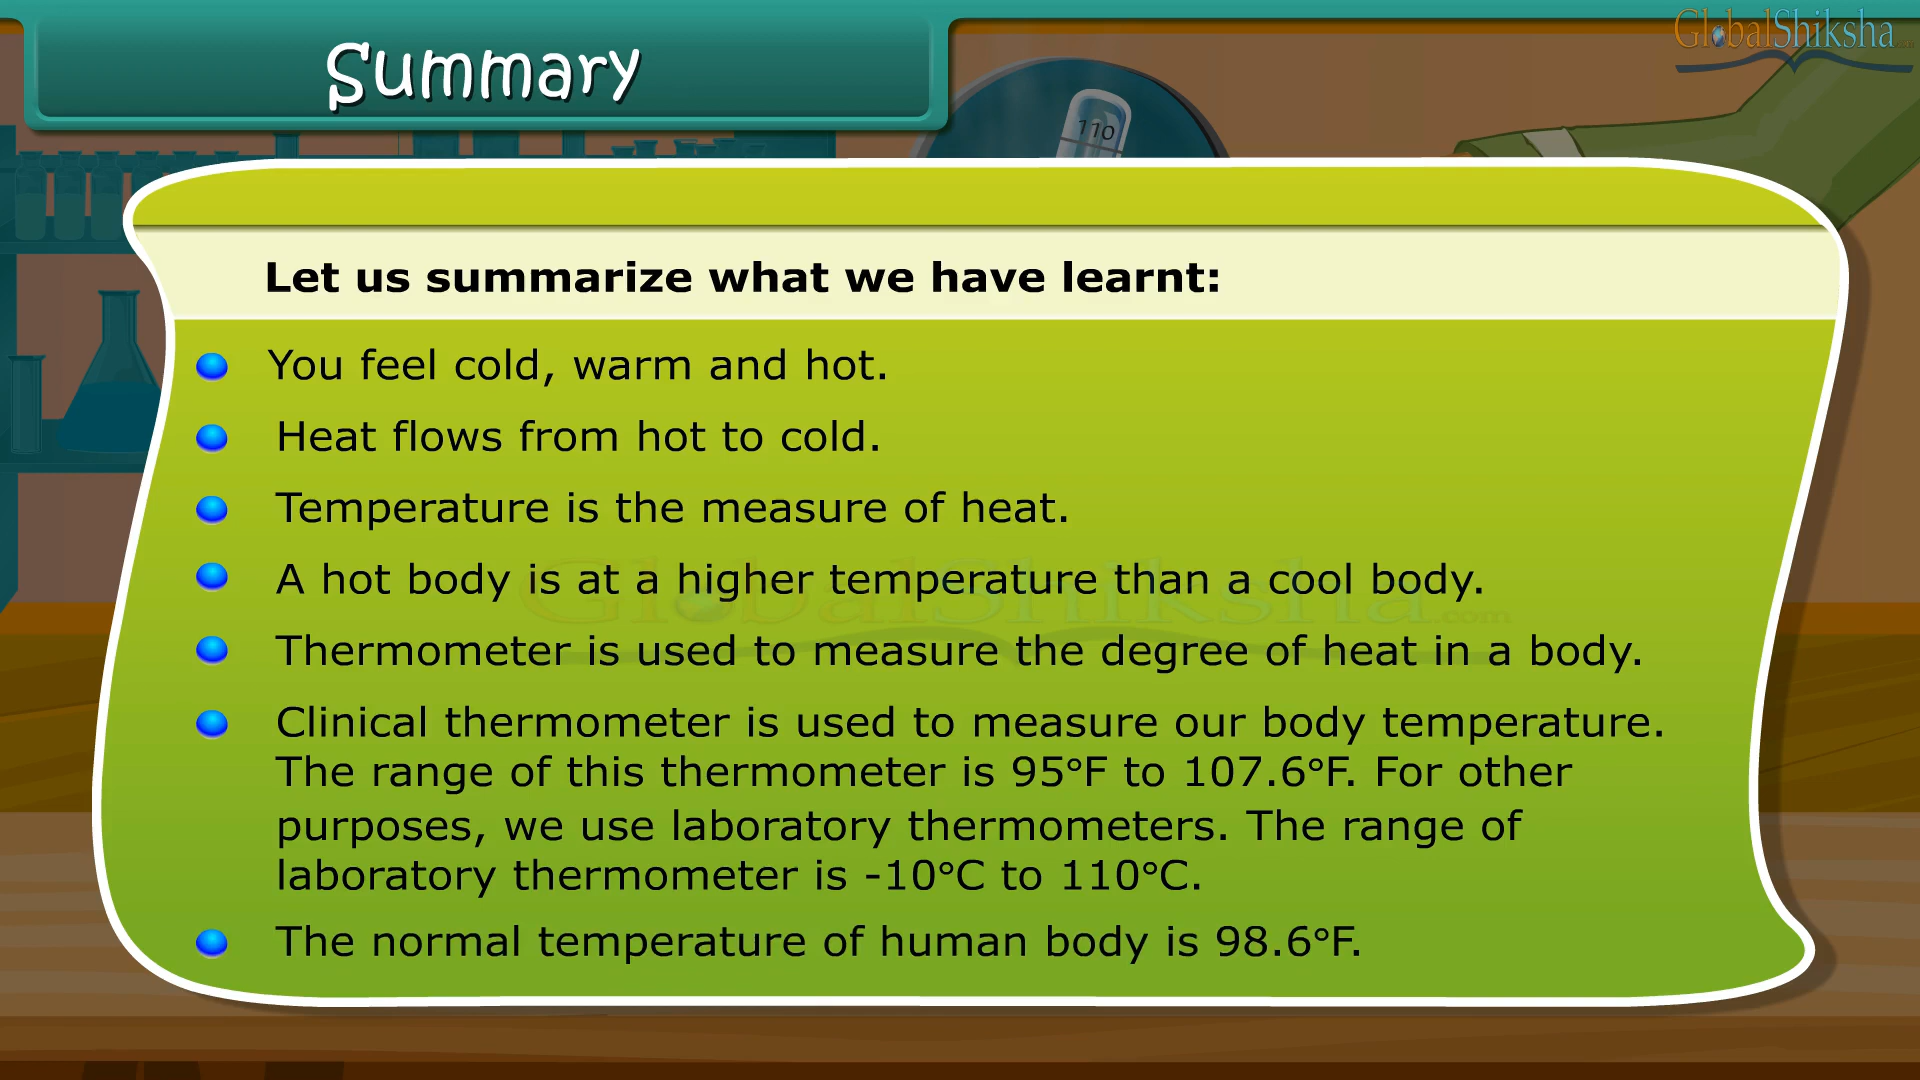 Summary
GlobalShiksha
110
Let us summarize what we have learnt:
You feel cold, warm and hot.
Heat flows from hot to cold.
Temperature is the measure of heat.
A hot body is at a higher temperature than a cool body.
GlobalShiksha.com
Thermometer is used to measure the degree of heat in a body.
Clinical thermometer is used to measure our body temperature.
The range of this thermometer is 95°F to 107.6°F. For other
purposes, we use laboratory thermometers. The range of
laboratory thermometer is -10°C to 110°C.
The normal temperature of human body is 98.6°F.